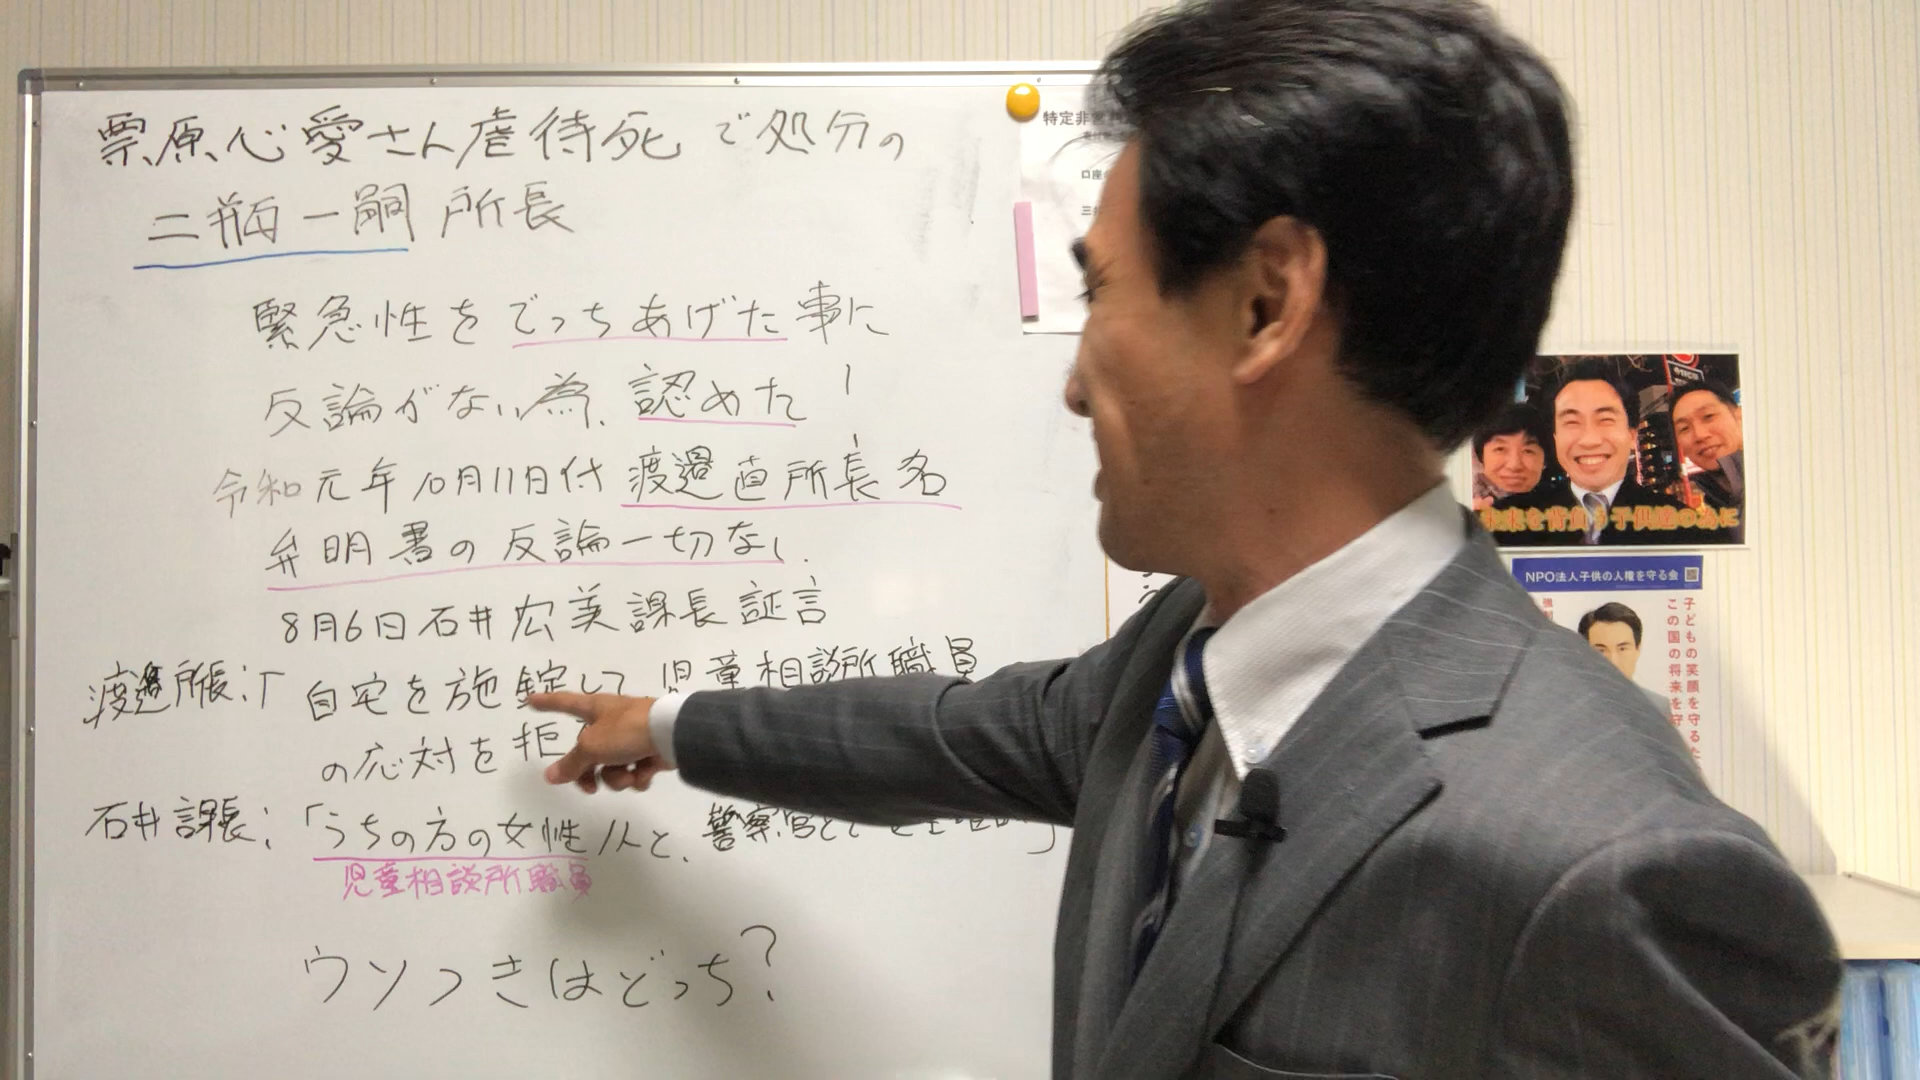 栗原心愛さん虐待死で処分の
二瓶一嗣所長
緊急性をでっちあげた事に
反論がない為、認めた!
令和元年10月11日付 渡邉直所長名
弁明書の反論一切なし.
8月6日石井宏美課長証言
渡邉所長:「自宅を施錠して、児童相談所職員
の応対を拒
石井課長:「うちの方の女性1人と、警察官と
児童相談所職員
ウソつきはどっち?
特定非
口座
三
未来を背負う子供達の為に
NPO法人子供の人権を守る会
子どもの笑顔を守るた
この国の将来を守
強